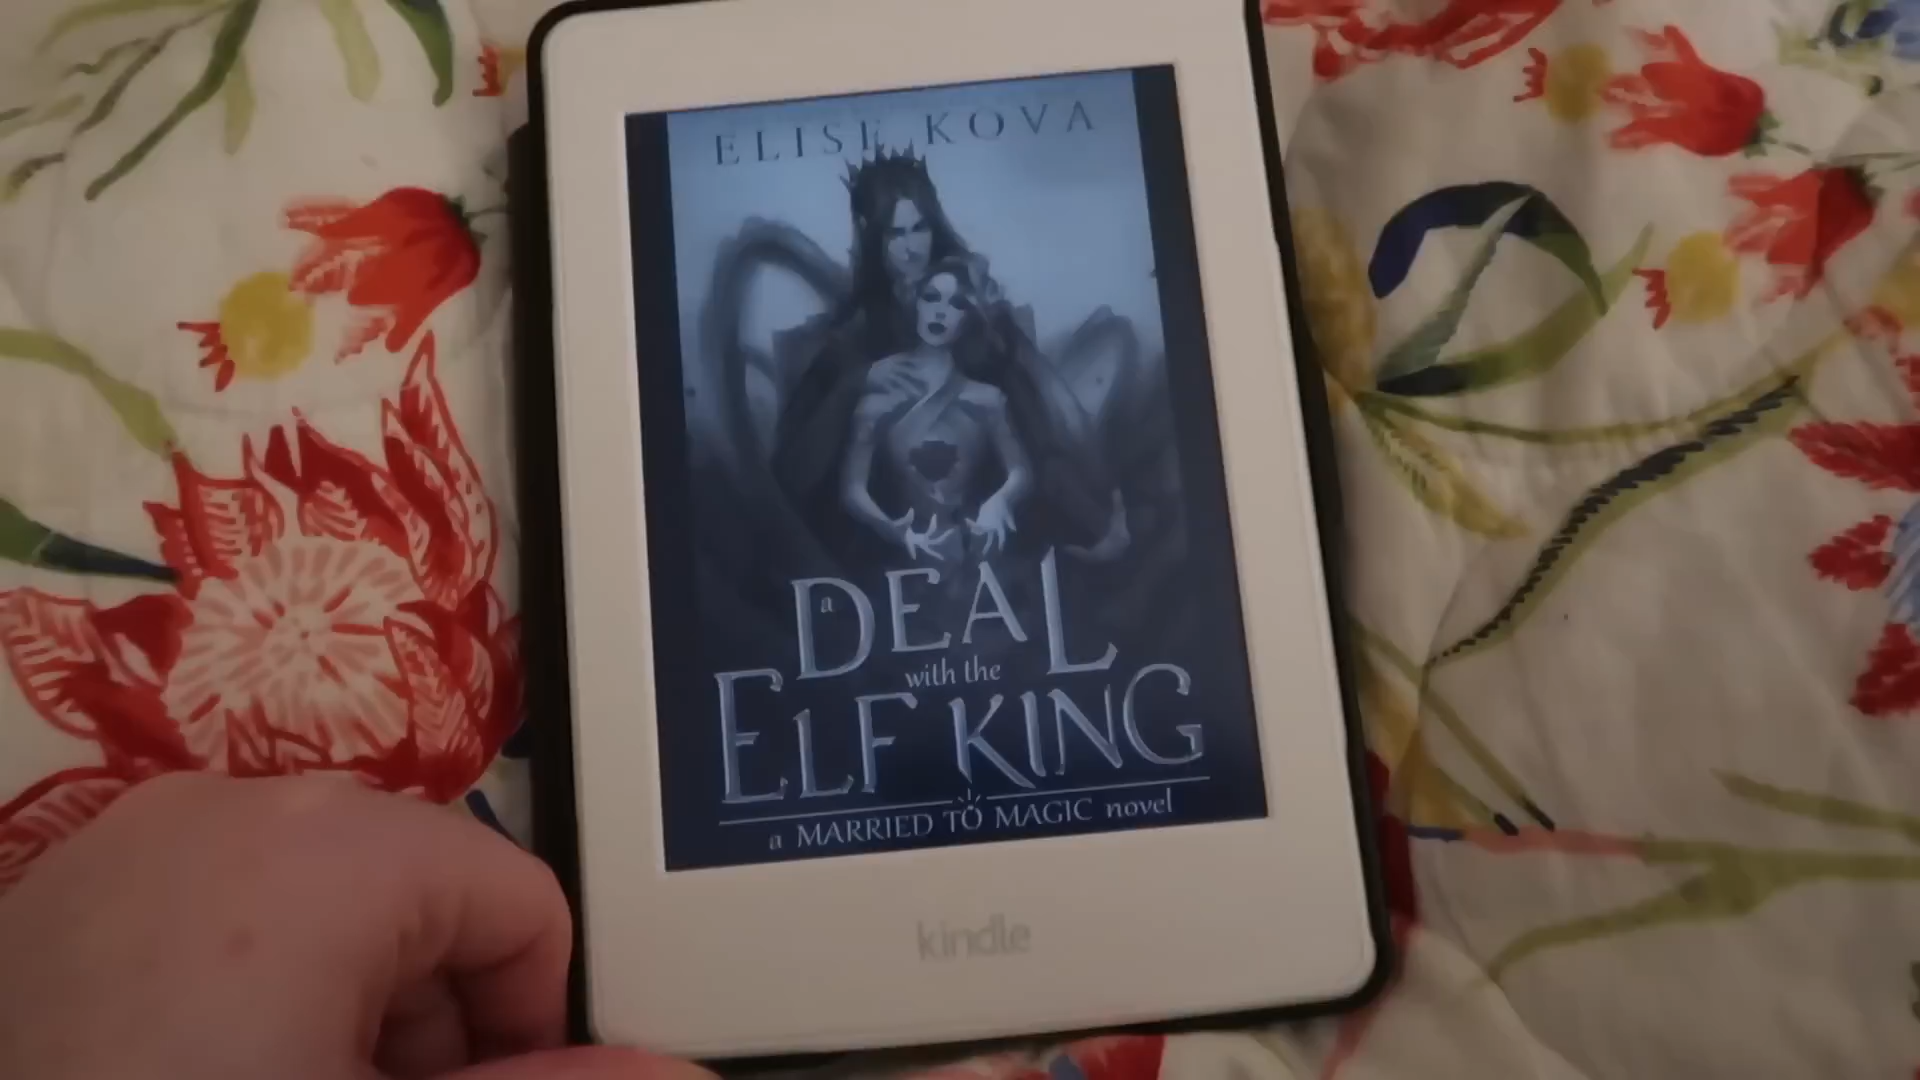 ELISE KOVA
a DEAL
with the
ELF KING
a MARRIED TO MAGIC novel
kindle